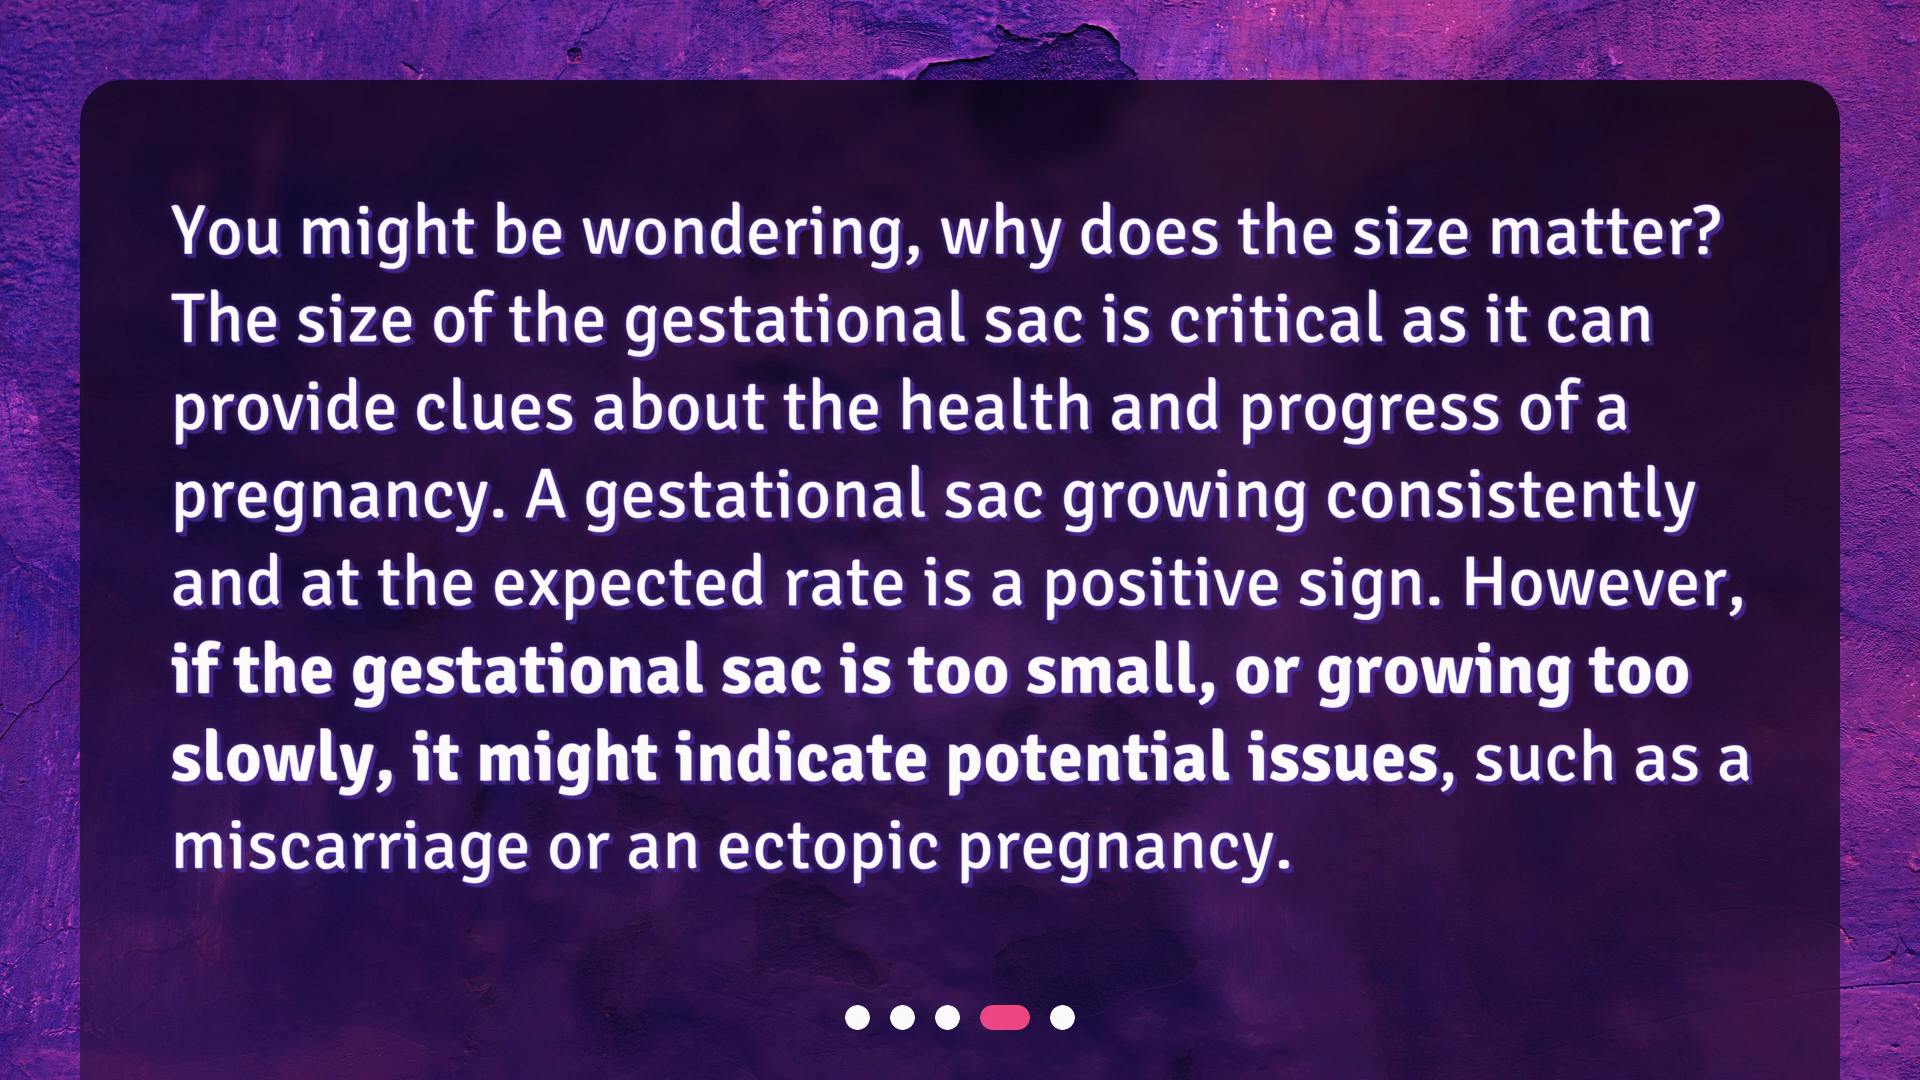 You might be wondering, why does the size matter?
The size of the gestational sac is critical as it can
provide clues about the health and progress of a
pregnancy. A gestational sac growing consistently
and at the expected rate is a positive sign. However,
if the gestational sac is too small, or growing too
slowly, it might indicate potential issues, such as a
miscarriage or an ectopic pregnancy.